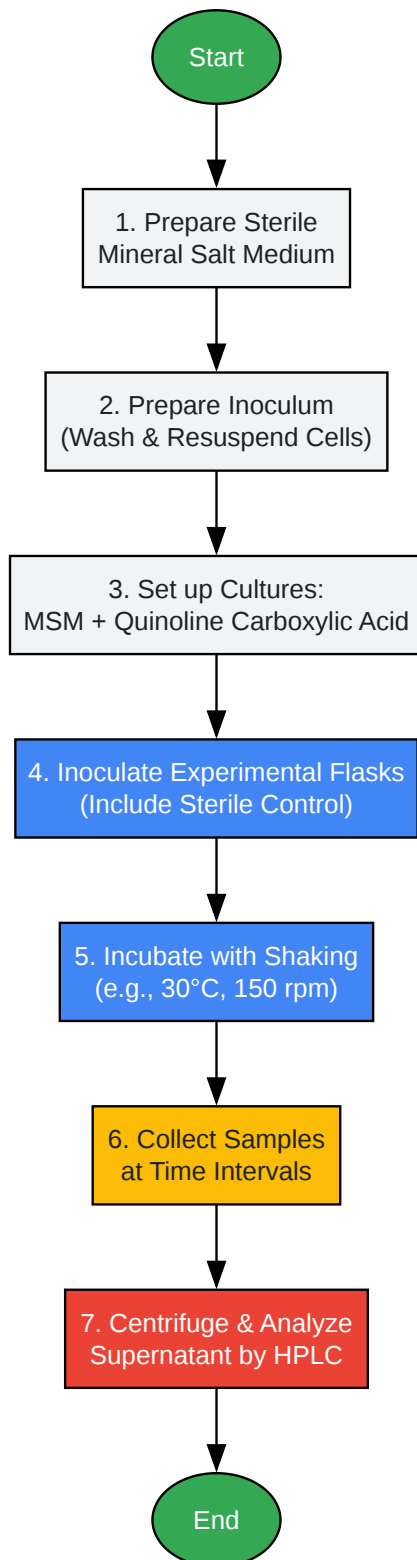 Start
1. Prepare Sterile
Mineral Salt Medium
2. Prepare Inoculum
(Wash & Resuspend Cells)
3. Set up Cultures:
MSM + Quinoline Carboxylic Acid
4. Inoculate Experimental Flasks
(Include Sterile Control)
5. Incubate with Shaking
(e.g., 30°C, 150 rpm)
6. Collect Samples
at Time Intervals
7. Centrifuge & Analyze
Supernatant by HPLC
End